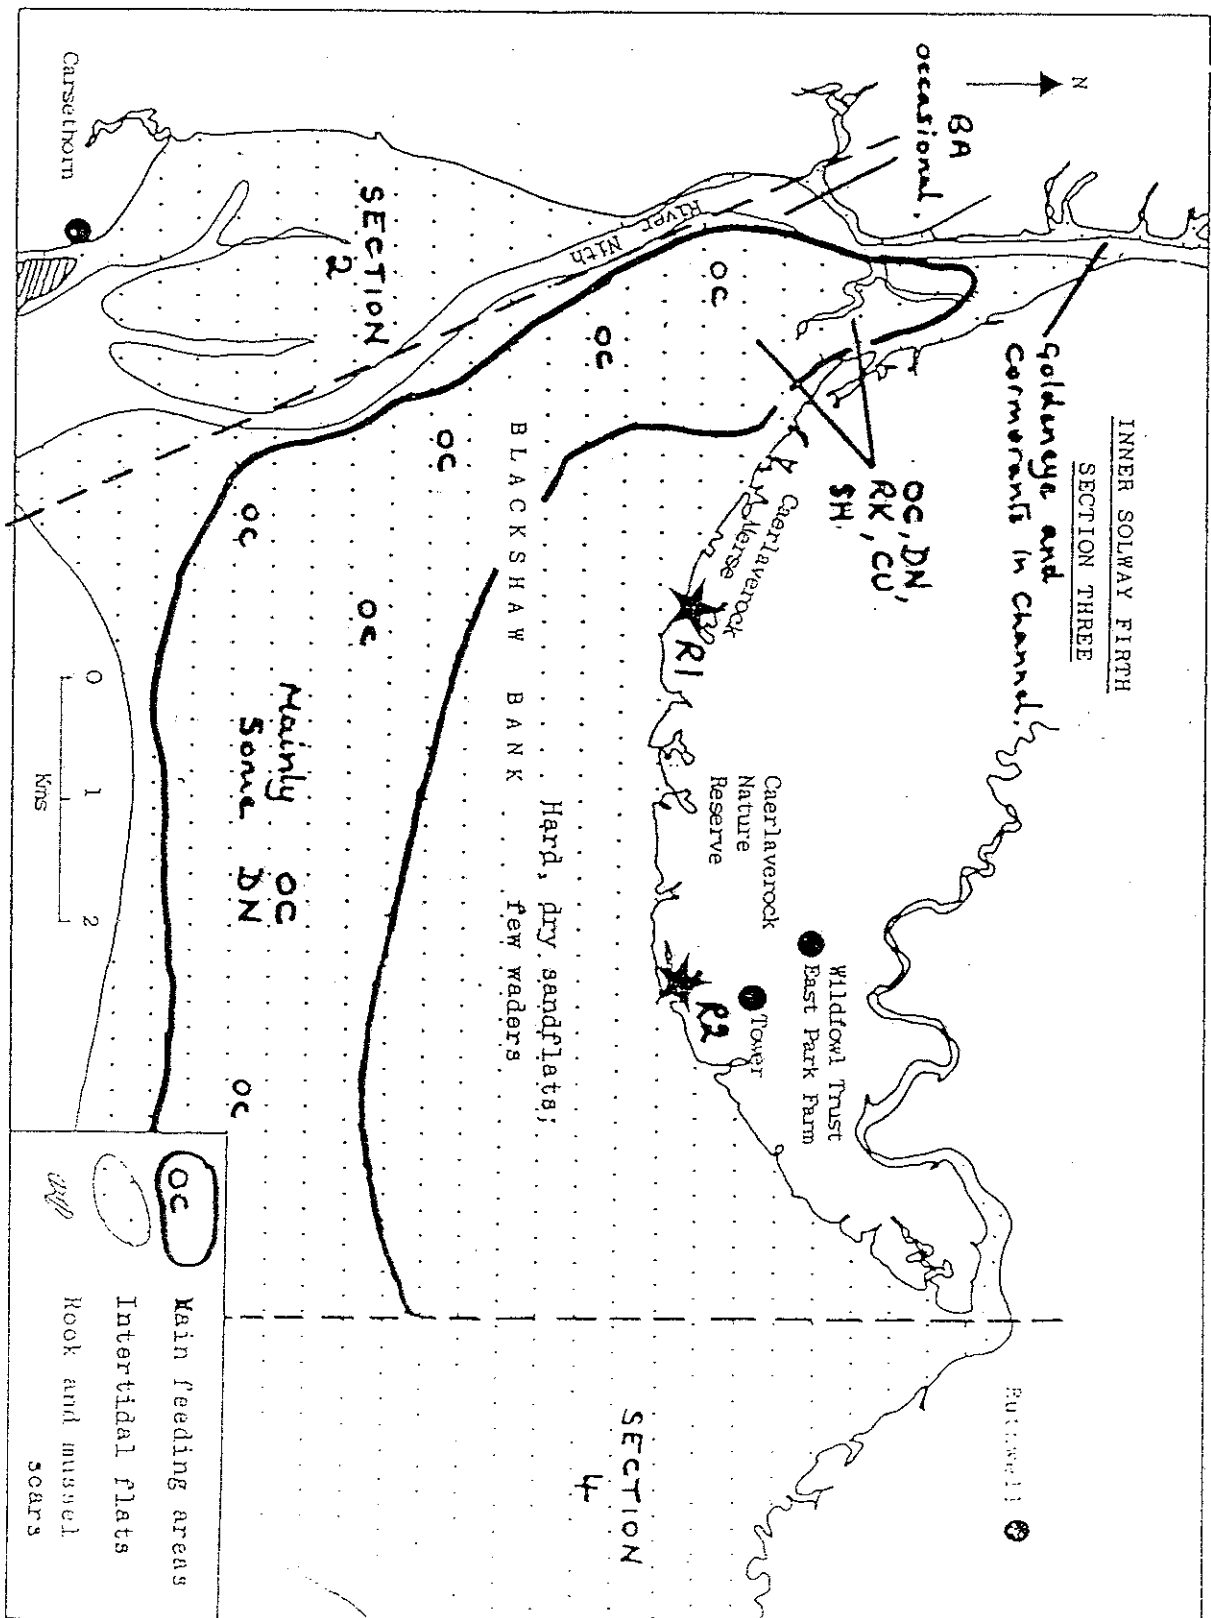 INNER SOLWAY FIRTH
SECTION THREE
N
BA
occasional.
Goldeneye and
Cormorants in Channel.
OC, DN,
RK, CU,
SH.
River Nith
Caerlaverock
Merse
R1
R2
Caerlaverock
Nature
Reserve
Wildfowl Trust
East Park Farm
Tower
Ruthwell
OC
OC
OC
OC
OC
OC
BLACKSHAW BANK
Hard, dry sandflats;
few waders
Mainly OC
Some DN
SECTION
2
SECTION
4
Carsethorn
0 1 2
Kms
OC Main feeding areas
Intertidal flats
Rook and mussel
scars